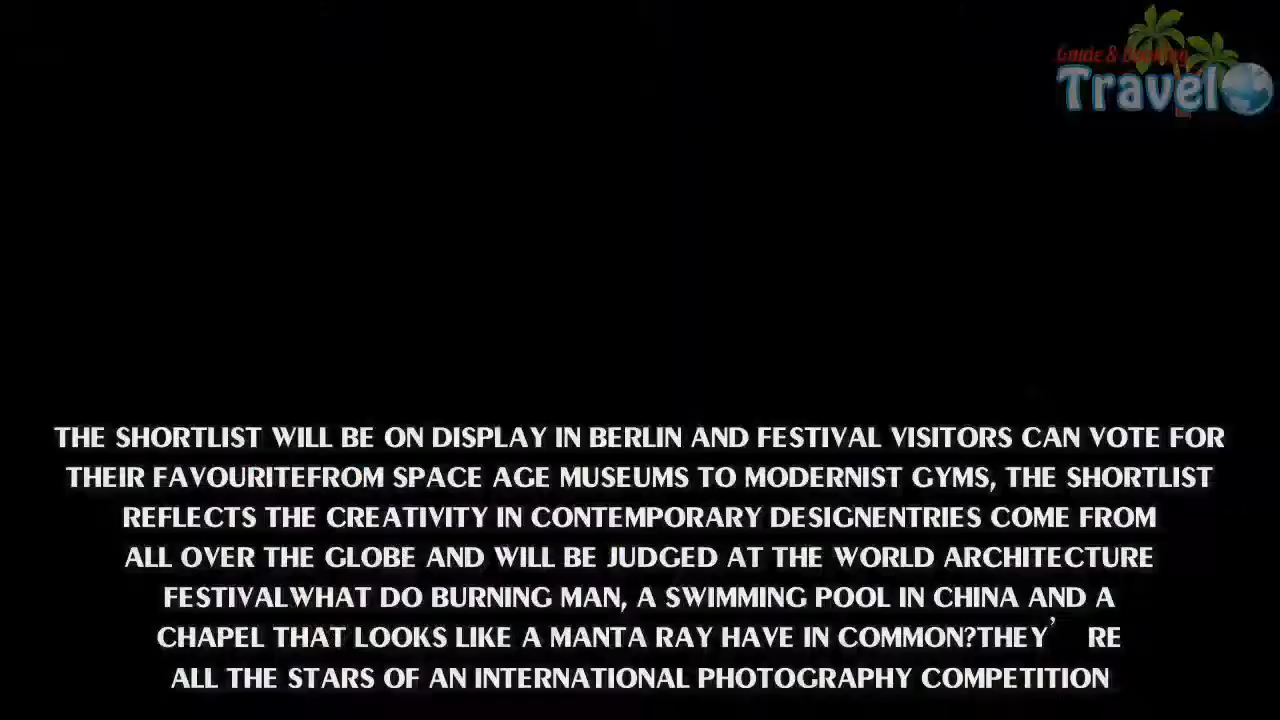 Guide & Booking
Travel
THE SHORTLIST WILL BE ON DISPLAY IN BERLIN AND FESTIVAL VISITORS CAN VOTE FOR
THEIR FAVOURITEFROM SPACE AGE MUSEUMS TO MODERNIST GYMS, THE SHORTLIST
REFLECTS THE CREATIVITY IN CONTEMPORARY DESIGNENTRIES COME FROM
ALL OVER THE GLOBE AND WILL BE JUDGED AT THE WORLD ARCHITECTURE
FESTIVALWHAT DO BURNING MAN, A SWIMMING POOL IN CHINA AND A
CHAPEL THAT LOOKS LIKE A MANTA RAY HAVE IN COMMON?THEY’ RE
ALL THE STARS OF AN INTERNATIONAL PHOTOGRAPHY COMPETITION